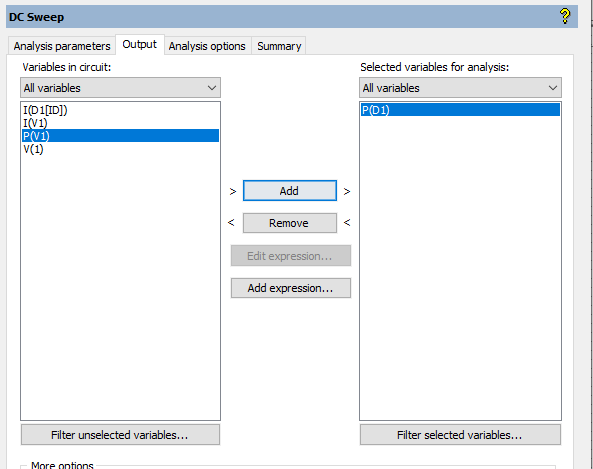 DC Sweep
?
Analysis parameters Output Analysis options Summary
Variables in circuit: Selected variables for analysis:
All variables All variables
I(D1[ID]) P(D1)
I(V1)
P(V1)
V(1)
> Add >
< Remove <
Edit expression...
Add expression...
Filter unselected variables... Filter selected variables...
More options